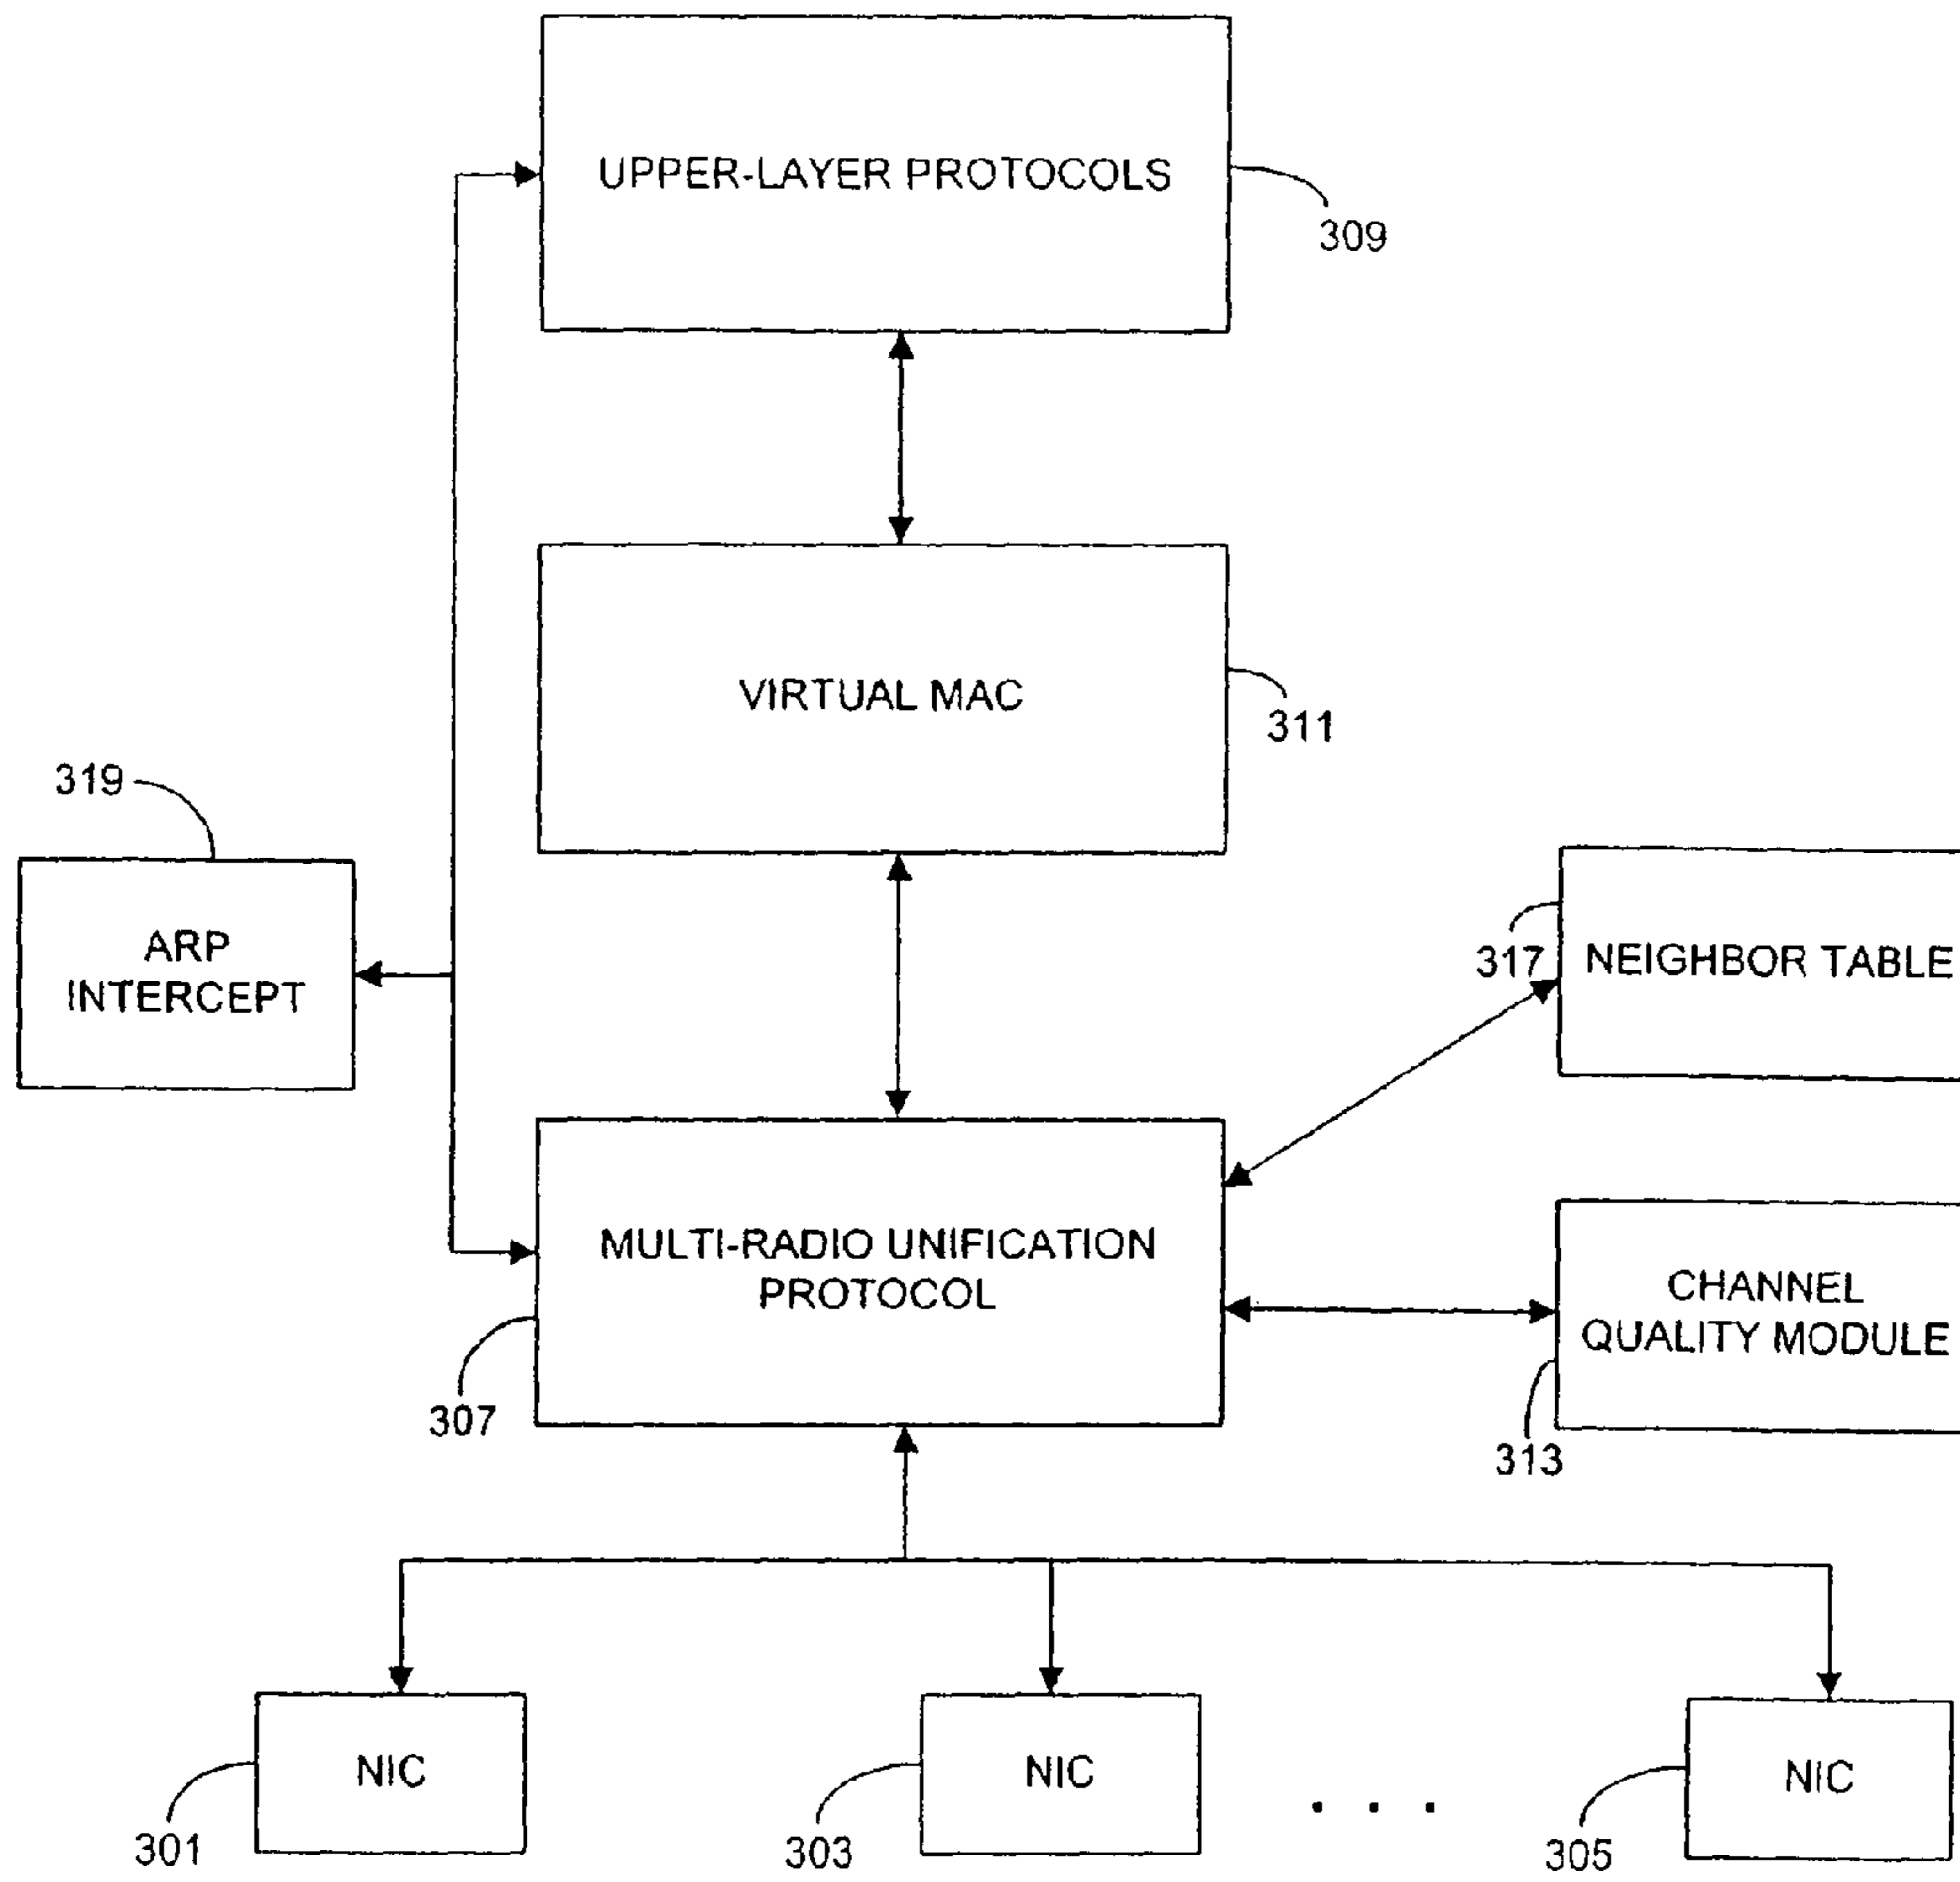 UPPER-LAYER PROTOCOLS
309
VIRTUAL MAC
311
319
ARP
INTERCEPT
317
NEIGHBOR TABLE
MULTI-RADIO UNIFICATION
PROTOCOL
307
CHANNEL
QUALITY MODULE
313
NIC
301
NIC
303
. . .
NIC
305